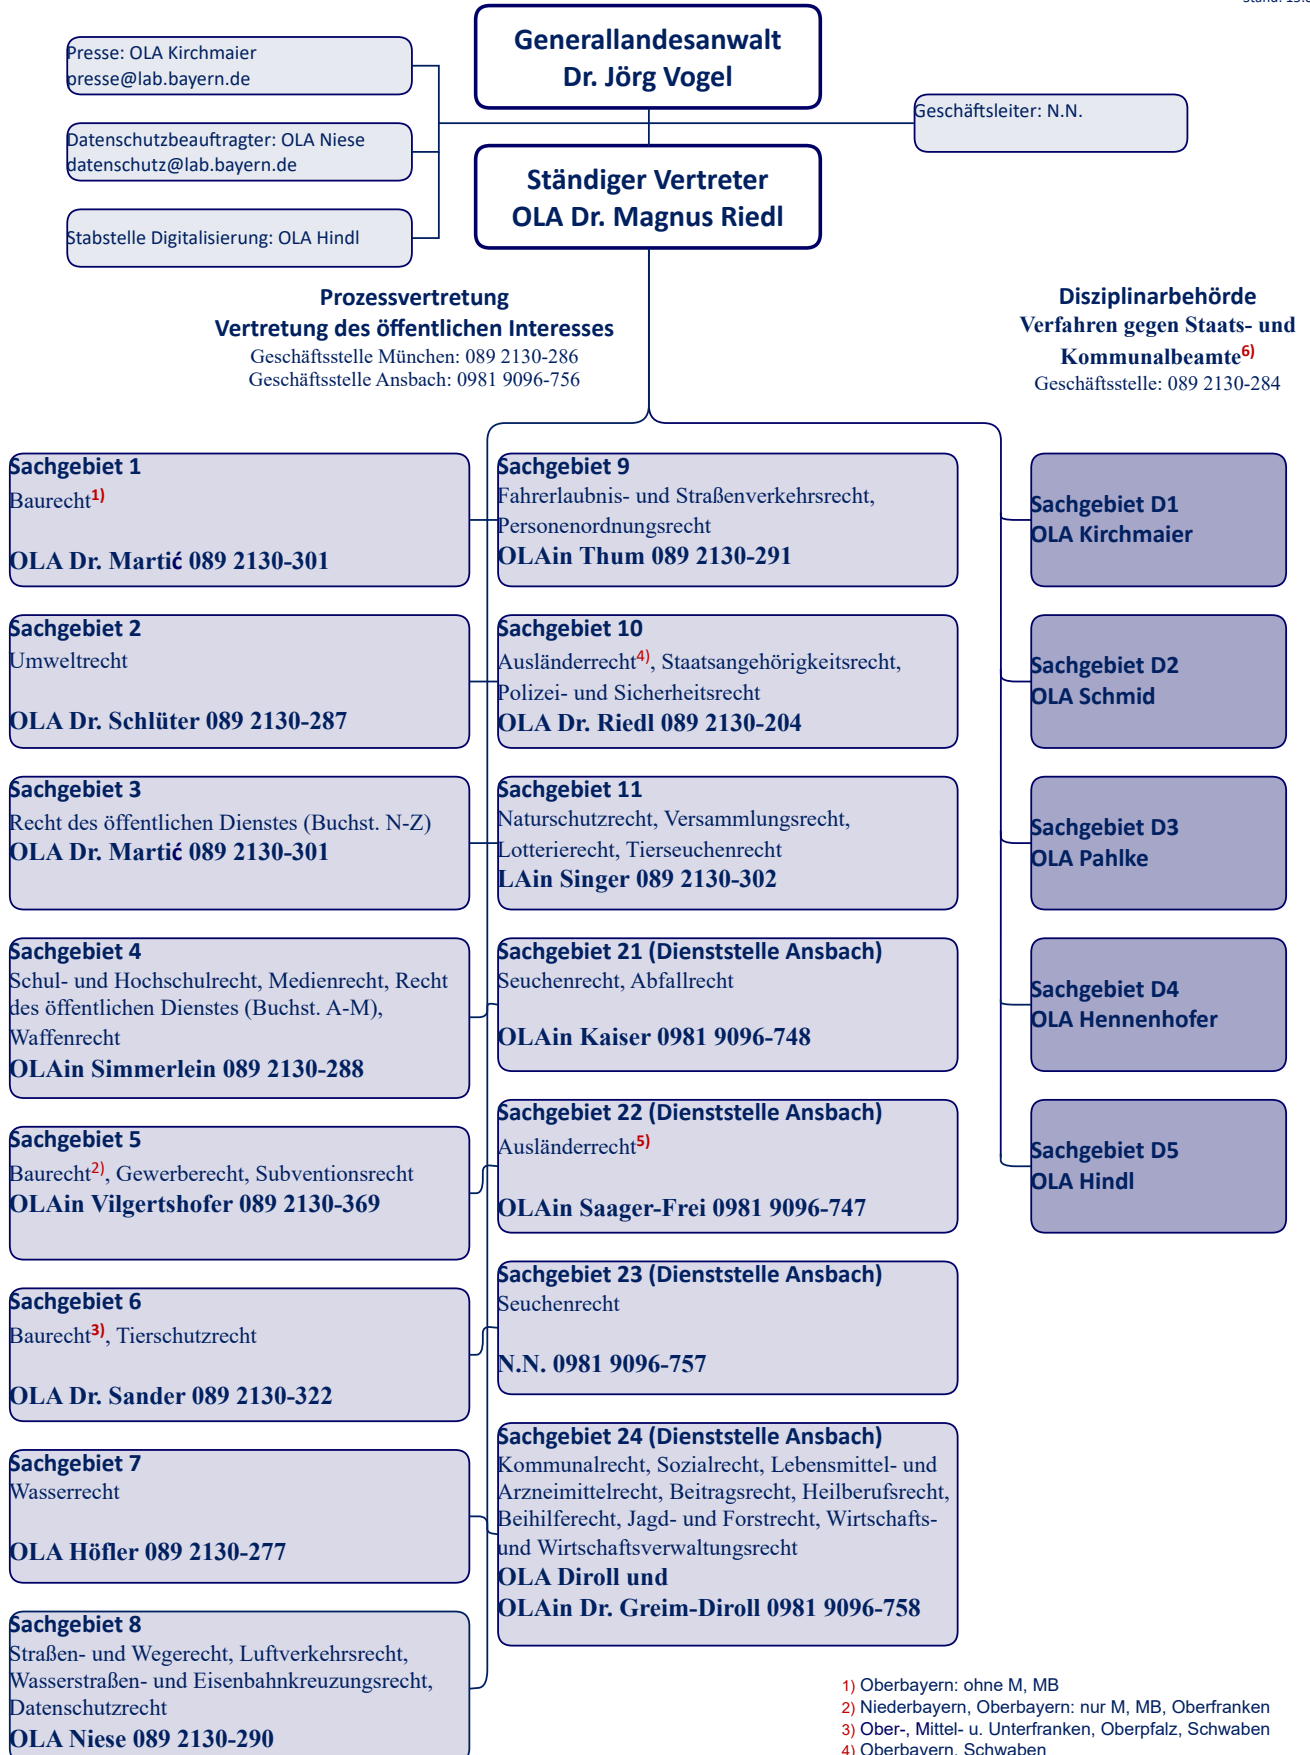 Generallandesanwalt
Dr. Jörg Vogel
Presse: OLA Kirchmaier
presse@lab.bayern.de
Datenschutzbeauftragter: OLA Niese
datenschutz@lab.bayern.de
Stabstelle Digitalisierung: OLA Hindl
Geschäftsleiter: N.N.
Ständiger Vertreter
OLA Dr. Magnus Riedl
Prozessvertretung
Vertretung des öffentlichen Interesses
Geschäftsstelle München: 089 2130-286
Geschäftsstelle Ansbach: 0981 9096-756
Disziplinarbehörde
Verfahren gegen Staats- und
Kommunalbeamte6)
Geschäftsstelle: 089 2130-284
Sachgebiet 1
Baurecht1)
OLA Dr. Martić 089 2130-301
Sachgebiet 2
Umweltrecht
OLA Dr. Schlüter 089 2130-287
Sachgebiet 3
Recht des öffentlichen Dienstes (Buchst. N-Z)
OLA Dr. Martić 089 2130-301
Sachgebiet 4
Schul- und Hochschulrecht, Medienrecht, Recht
des öffentlichen Dienstes (Buchst. A-M),
Waffenrecht
OLAin Simmerlein 089 2130-288
Sachgebiet 5
Baurecht2), Gewerberecht, Subventionsrecht
OLAin Vilgertshofer 089 2130-369
Sachgebiet 6
Baurecht3), Tierschutzrecht
OLA Dr. Sander 089 2130-322
Sachgebiet 7
Wasserrecht
OLA Höfler 089 2130-277
Sachgebiet 8
Straßen- und Wegerecht, Luftverkehrsrecht,
Wasserstraßen- und Eisenbahnkreuzungsrecht,
Datenschutzrecht
OLA Niese 089 2130-290
Sachgebiet 9
Fahrerlaubnis- und Straßenverkehrsrecht,
Personenordnungsrecht
OLAin Thum 089 2130-291
Sachgebiet 10
Ausländerrecht4), Staatsangehörigkeitsrecht,
Polizei- und Sicherheitsrecht
OLA Dr. Riedl 089 2130-204
Sachgebiet 11
Naturschutzrecht, Versammlungsrecht,
Lotterierecht, Tierseuchenrecht
LAin Singer 089 2130-302
Sachgebiet 21 (Dienststelle Ansbach)
Seuchenrecht, Abfallrecht
OLAin Kaiser 0981 9096-748
Sachgebiet 22 (Dienststelle Ansbach)
Ausländerrecht5)
OLAin Saager-Frei 0981 9096-747
Sachgebiet 23 (Dienststelle Ansbach)
Seuchenrecht
N.N. 0981 9096-757
Sachgebiet 24 (Dienststelle Ansbach)
Kommunalrecht, Sozialrecht, Lebensmittel- und
Arzneimittelrecht, Beitragsrecht, Heilberufsrecht,
Beihilferecht, Jagd- und Forstrecht, Wirtschafts-
und Wirtschaftsverwaltungsrecht
OLA Diroll und
OLAin Dr. Greim-Diroll 0981 9096-758
Sachgebiet D1
OLA Kirchmaier
Sachgebiet D2
OLA Schmid
Sachgebiet D3
OLA Pahlke
Sachgebiet D4
OLA Hennenhofer
Sachgebiet D5
OLA Hindl
1) Oberbayern: ohne M, MB
2) Niederbayern, Oberbayern: nur M, MB, Oberfranken
3) Ober-, Mittel- u. Unterfranken, Oberpfalz, Schwaben
4) Oberbayern, Schwaben